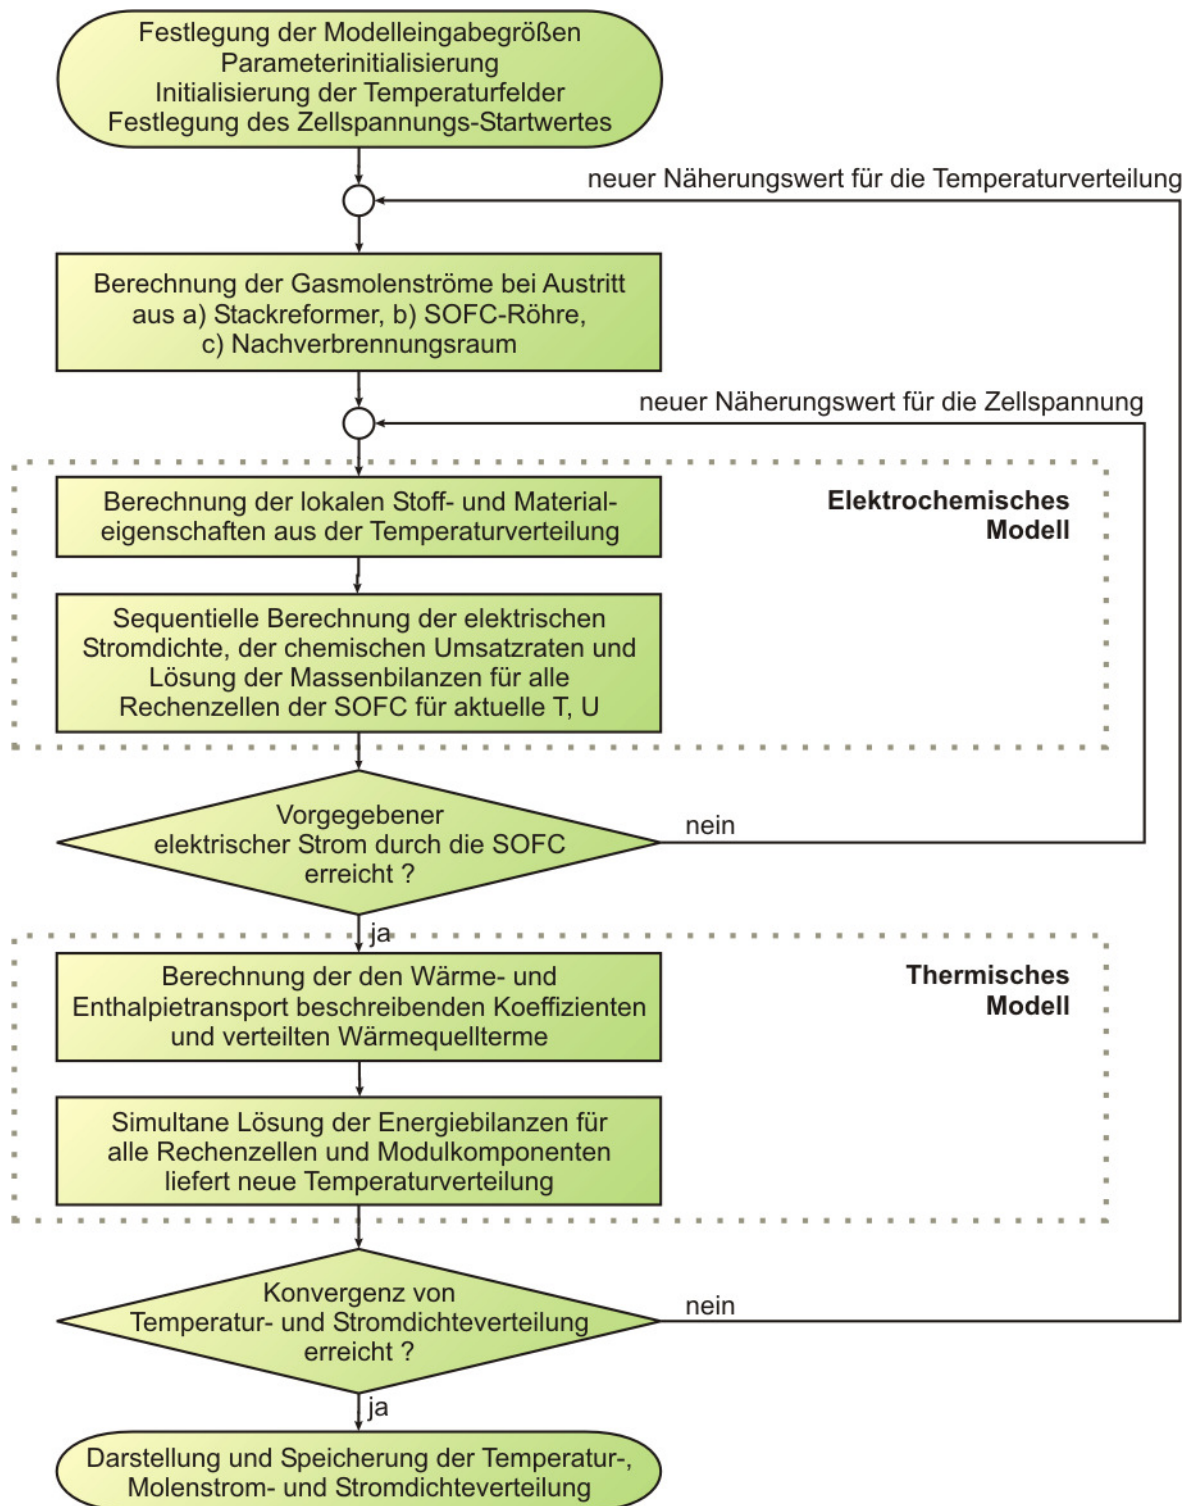 Festlegung der Modelleingabegrößen
Parameterinitialisierung
Initialisierung der Temperaturfelder
Festlegung des Zellspannungs-Startwertes
neuer Näherungswert für die Temperaturverteilung
Berechnung der Gasmolenströme bei Austritt
aus a) Stackreformer, b) SOFC-Röhre,
c) Nachverbrennungsraum
neuer Näherungswert für die Zellspannung
Elektrochemisches
Modell
Berechnung der lokalen Stoff- und Material-
eigenschaften aus der Temperaturverteilung
Sequentielle Berechnung der elektrischen
Stromdichte, der chemischen Umsatzraten und
Lösung der Massenbilanzen für alle
Rechenzellen der SOFC für aktuelle T, U
Vorgegebener
elektrischer Strom durch die SOFC
erreicht ?
nein
ja
Thermisches
Modell
Berechnung der den Wärme- und
Enthalpietransport beschreibenden Koeffizienten
und verteilten Wärmequellterme
Simultane Lösung der Energiebilanzen für
alle Rechenzellen und Modulkomponenten
liefert neue Temperaturverteilung
Konvergenz von
Temperatur- und Stromdichteverteilung
erreicht ?
nein
ja
Darstellung und Speicherung der Temperatur-,
Molenstrom- und Stromdichteverteilung